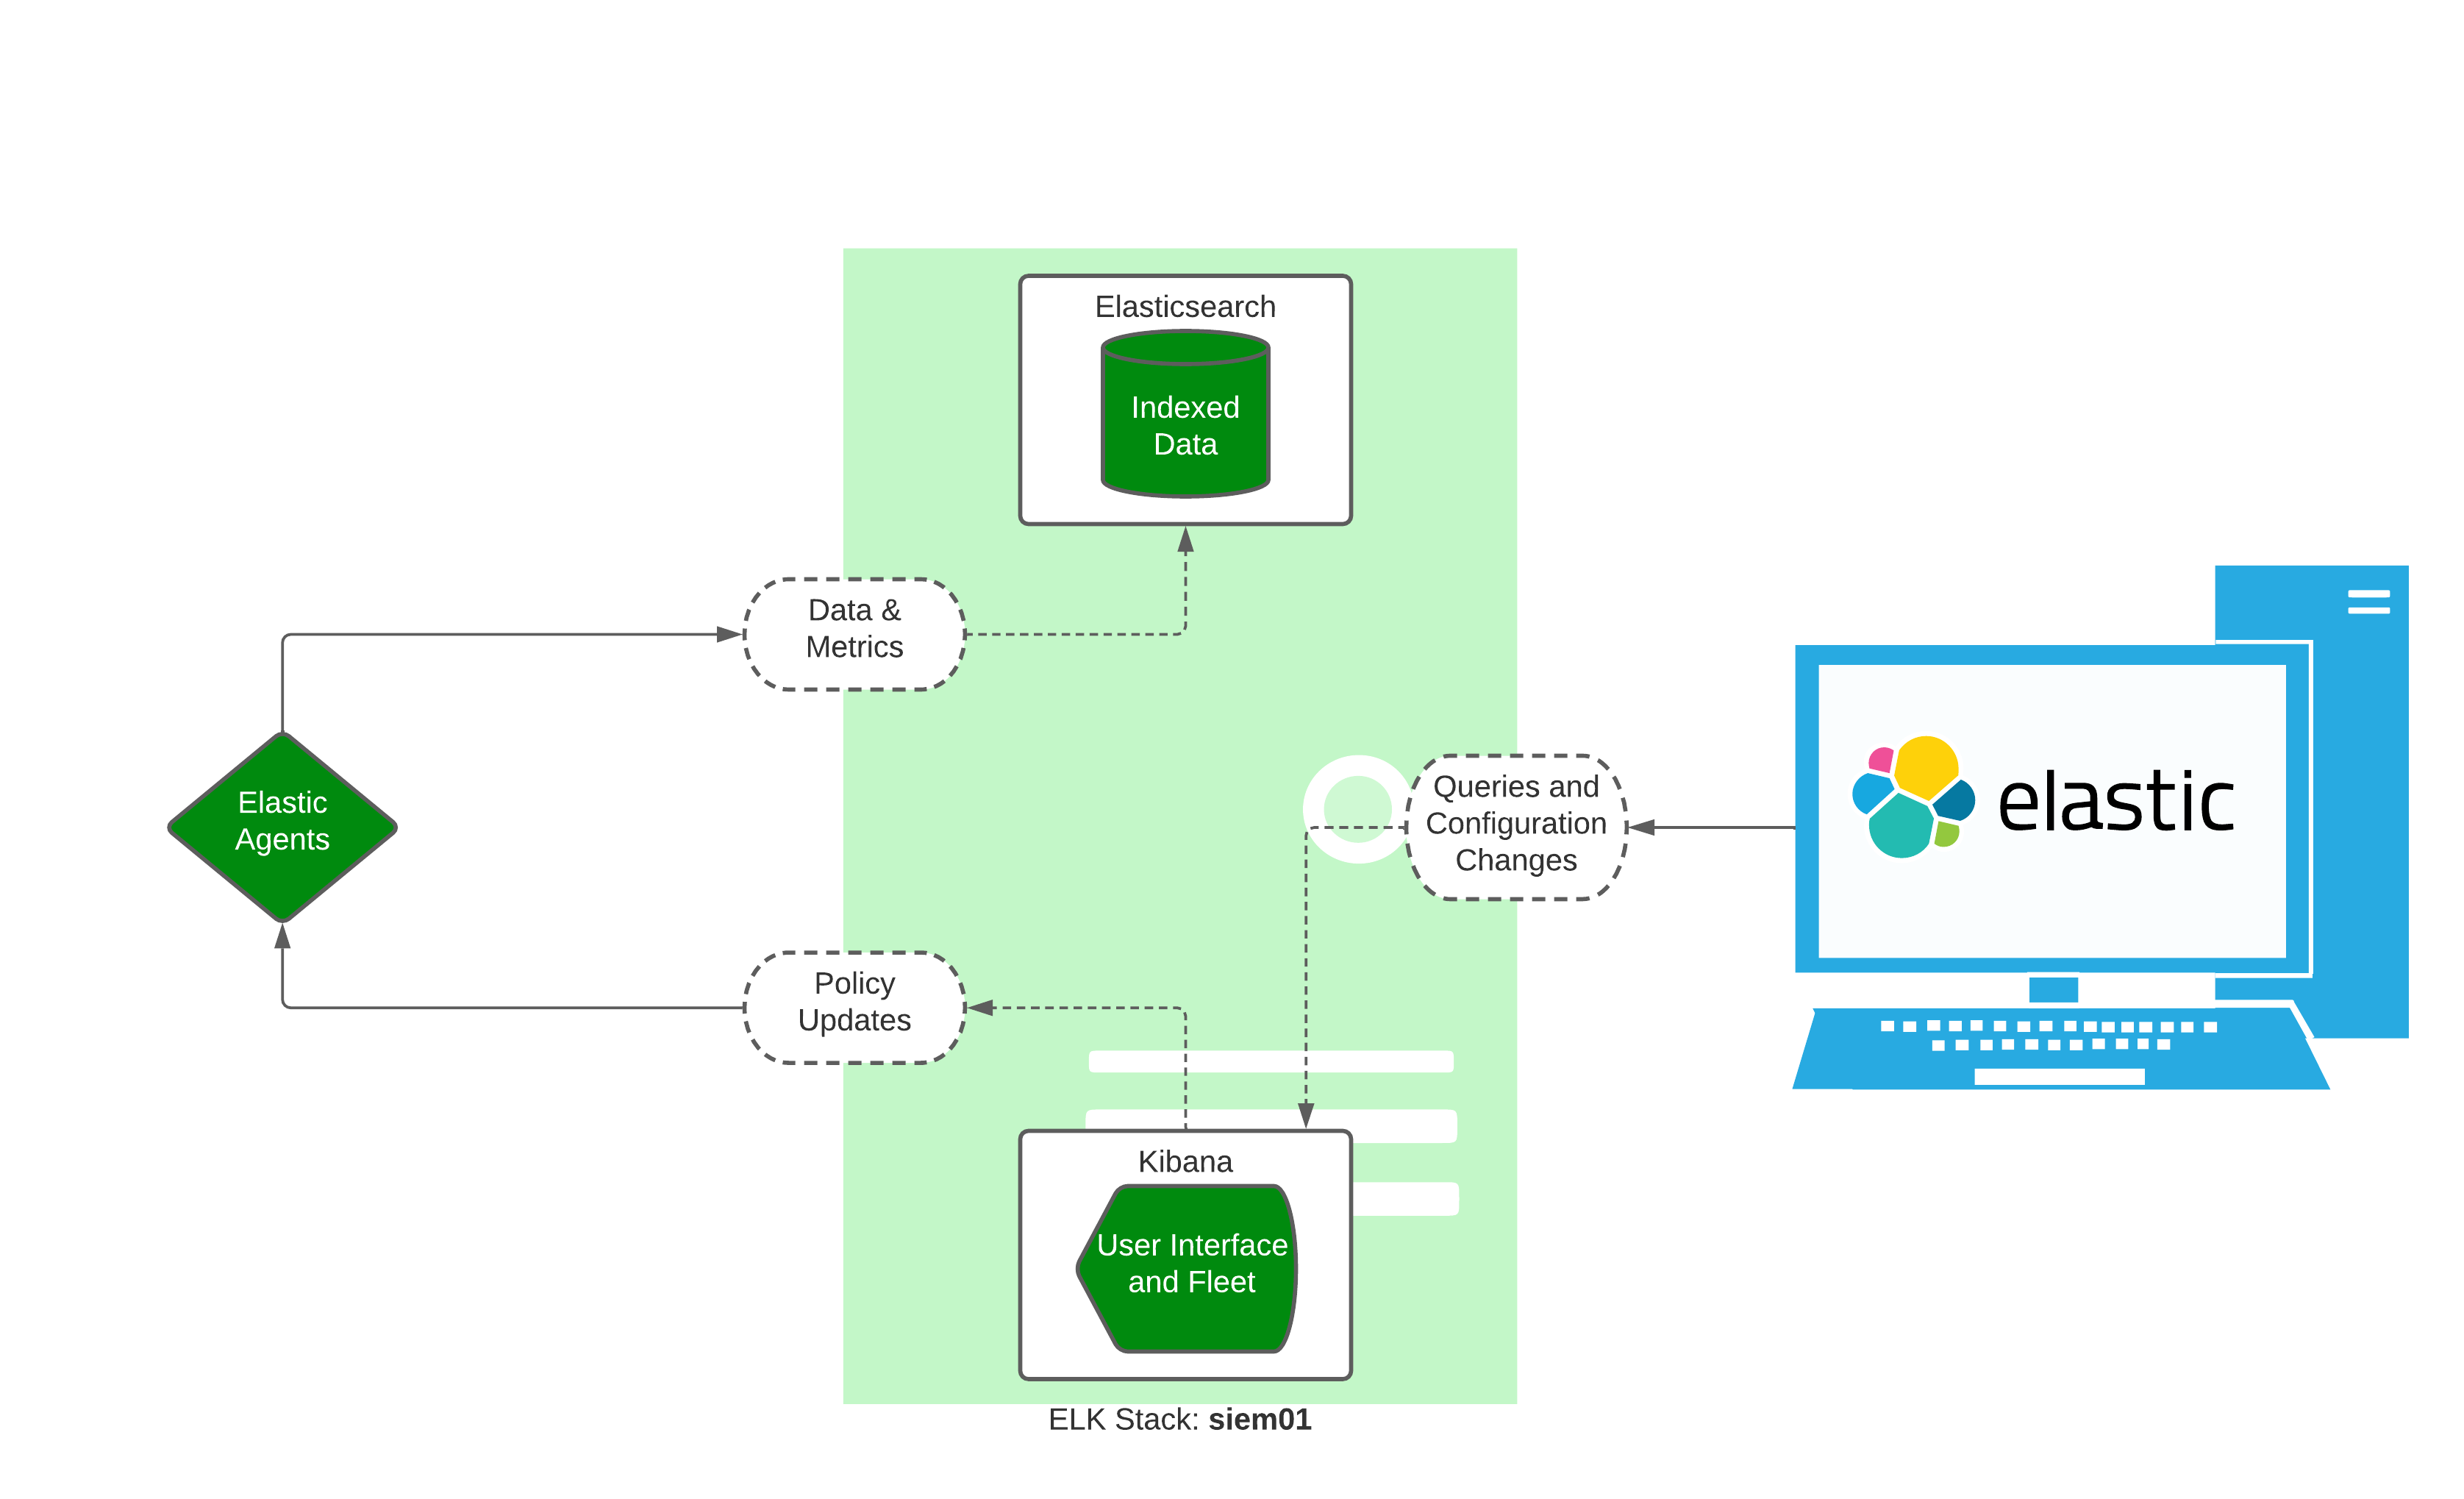 Elasticsearch
Indexed
Data
Data &
Metrics
Elastic
Agents
Queries and
Configuration
Changes
elastic
Policy
Updates
Kibana
User Interface
and Fleet
ELK Stack: siem01